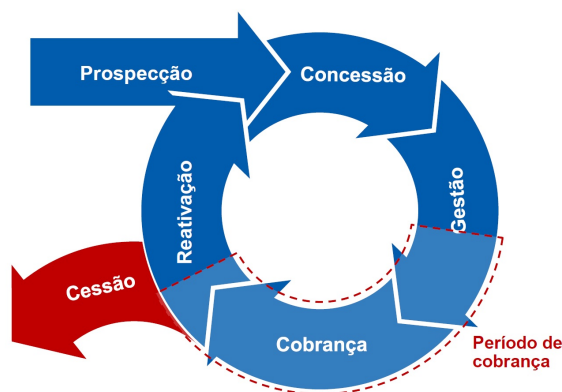 Prospecção
Concessão
Gestão
Reativação
Cessão
Cobrança
Período de
cobrança